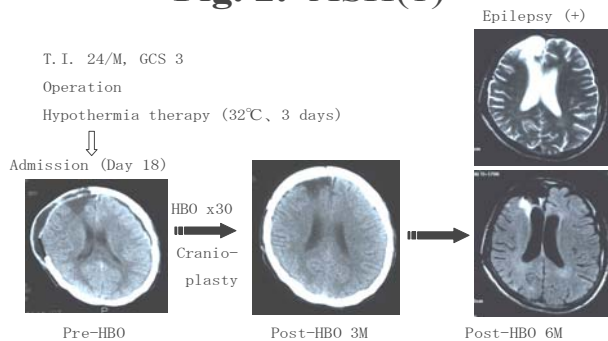 Epilepsy (+)
T.I. 24/M, GCS 3
Operation
Hypothermia therapy (32℃、3 days)
Admission (Day 18)
HBO x30
Cranio-
plasty
Pre-HBO
Post-HBO 3M
Post-HBO 6M